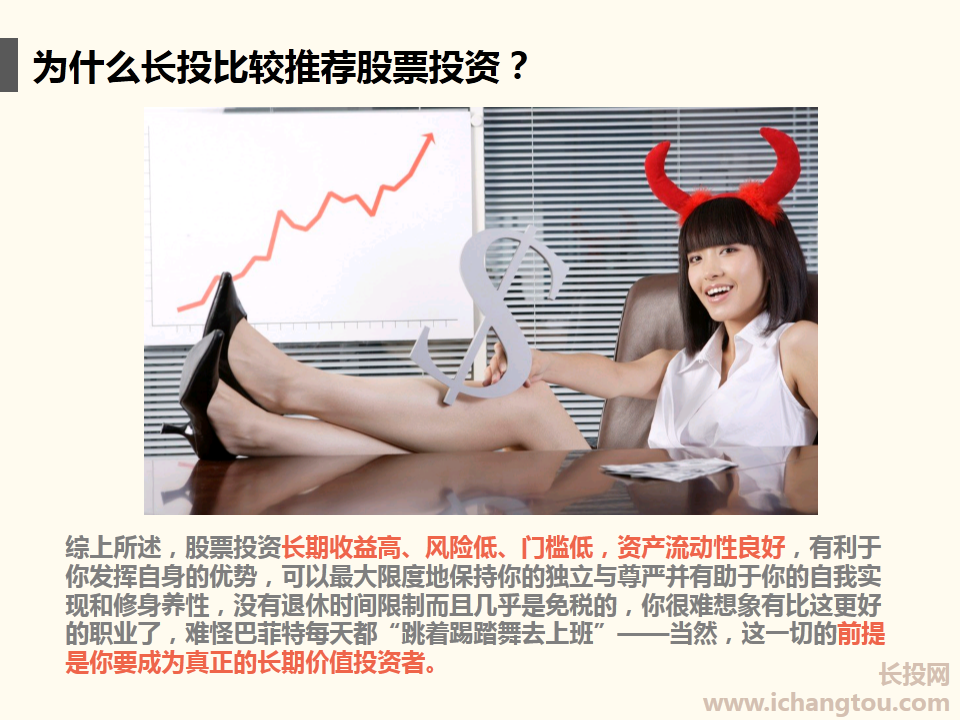 为什么长投比较推荐股票投资？
综上所述，股票投资长期收益高、风险低、门槛低，资产流动性良好，有利于
你发挥自身的优势，可以最大限度地保持你的独立与尊严并有助于你的自我实
现和修身养性，没有退休时间限制而且几乎是免税的，你很难想象有比这更好
的职业了，难怪巴菲特每天都“跳着踢踏舞去上班”——当然，这一切的前提
是你要成为真正的长期价值投资者。
长投网
www.ichangtou.com